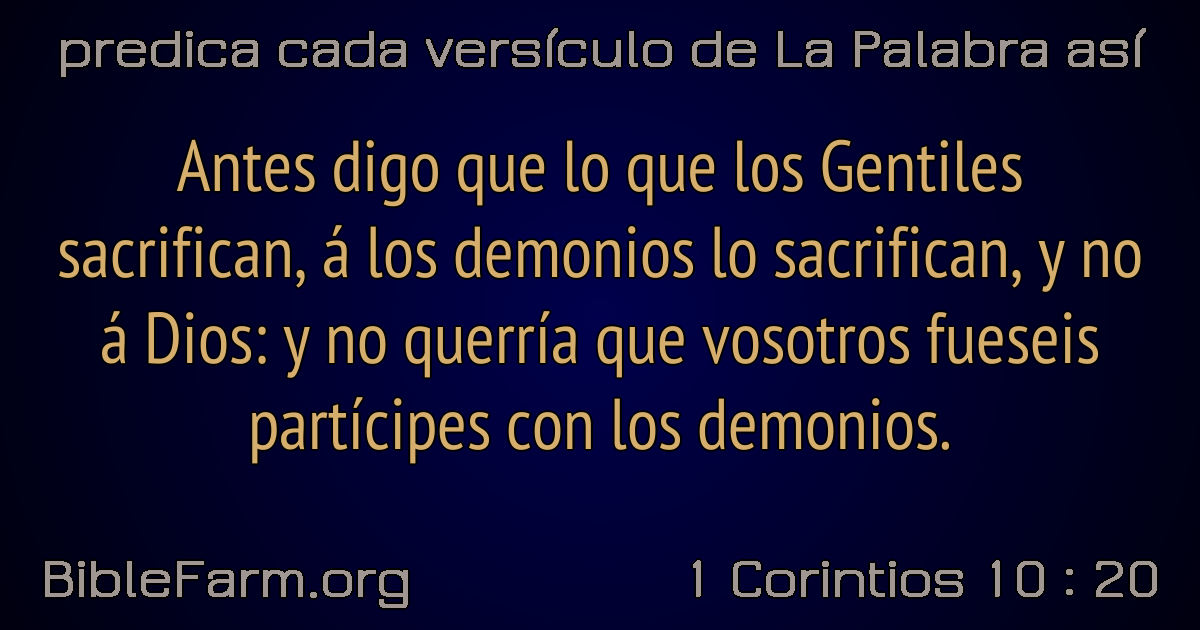 predica cada versículo de La Palabra así
Antes digo que lo que los Gentiles
sacrifican, á los demonios lo sacrifican, y no
á Dios: y no querría que vosotros fueseis
partícipes con los demonios.
BibleFarm.org
1 Corintios 10 : 20